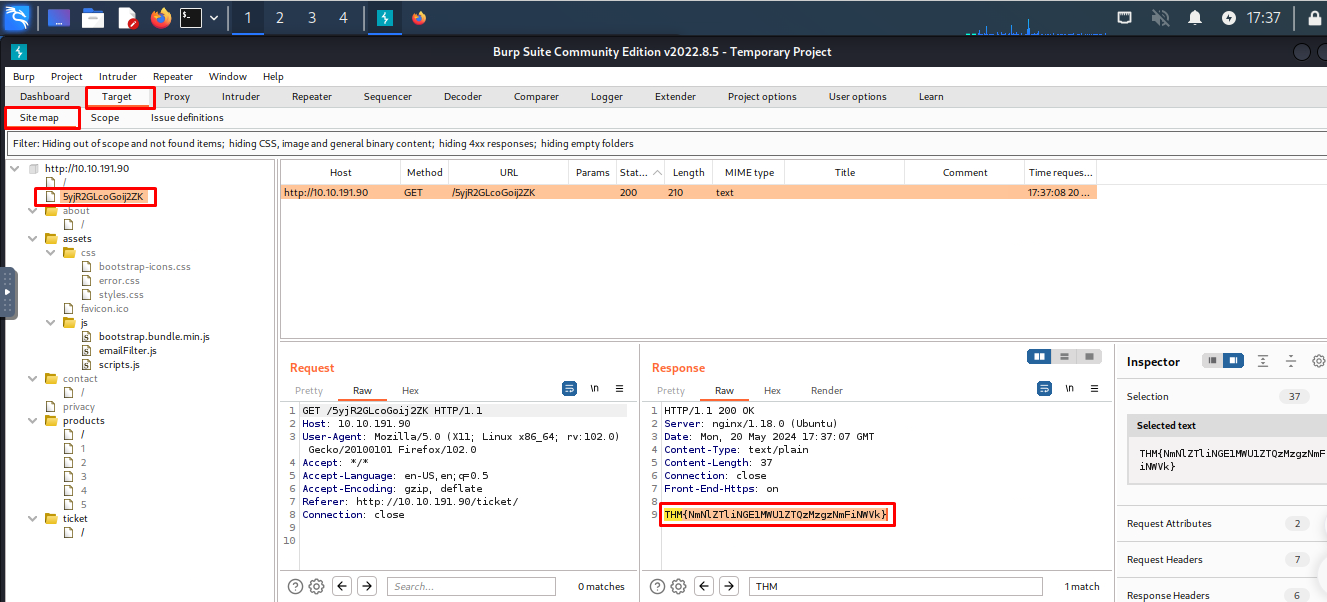 1 2 3 4 17:37
Burp Suite Community Edition v2022.8.5 - Temporary Project
Burp Project Intruder Repeater Window Help
Dashboard Target Proxy Intruder Repeater Sequencer Decoder Comparer Logger Extender Project options User options Learn
Site map Scope Issue definitions
Filter: Hiding out of scope and not found items; hiding CSS, image and general binary content; hiding 4xx responses; hiding empty folders
http://10.10.191.90
/
5yjR2GLcoGoij2ZK
about
/
assets
css
bootstrap-icons.css
error.css
styles.css
favicon.ico
js
bootstrap.bundle.min.js
emailFilter.js
scripts.js
contact
/
privacy
products
/
1
2
3
4
5
ticket
/
Host Method URL Params Stat... Length MIME type Title Comment Time reques...
http://10.10.191.90 GET /5yjR2GLcoGoij2ZK 200 210 text 17:37:08 20 ...
Request
Pretty Raw Hex \n
1 GET /5yjR2GLcoGoij2ZK HTTP/1.1
2 Host: 10.10.191.90
3 User-Agent: Mozilla/5.0 (X11; Linux x86_64; rv:102.0)
Gecko/20100101 Firefox/102.0
4 Accept: */*
5 Accept-Language: en-US,en;q=0.5
6 Accept-Encoding: gzip, deflate
7 Referer: http://10.10.191.90/ticket/
8 Connection: close
9
10
Search... 0 matches
Response
Pretty Raw Hex Render \n
1 HTTP/1.1 200 OK
2 Server: nginx/1.18.0 (Ubuntu)
3 Date: Mon, 20 May 2024 17:37:07 GMT
4 Content-Type: text/plain
5 Content-Length: 37
6 Connection: close
7 Front-End-Https: on
8
9 THM{NmNlZTliNGE1MWU1ZTQzMzgzNmFiNWVk}
THM 1 match
Inspector
Selection 37
Selected text
THM{NmNlZTliNGE1MWU1ZTQzMzgzNmF
iNWVk}
Request Attributes 2
Request Headers 7
Response Headers 6